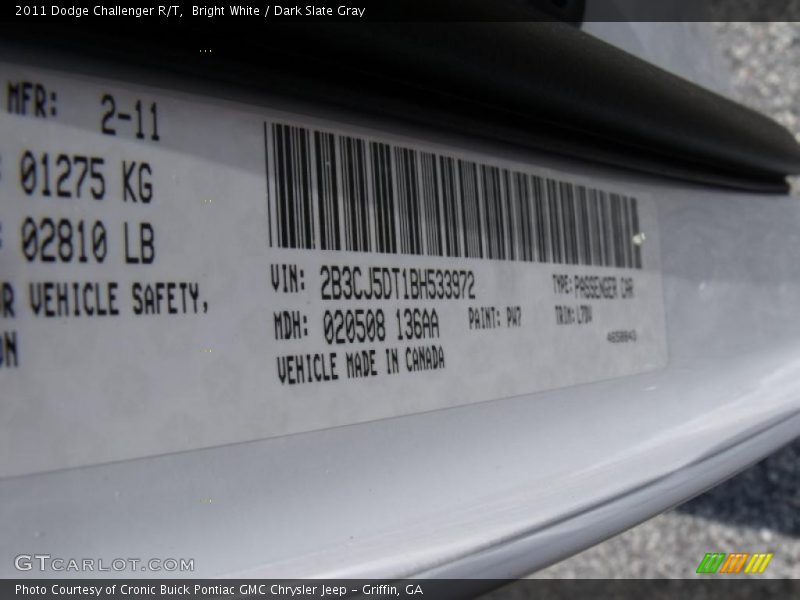 2011 Dodge Challenger R/T,  Bright White / Dark Slate Gray
MFR: 2-11
01275 KG
02810 LB
R VEHICLE SAFETY,
ON
VIN: 2B3CJ5DT1BH533972
TYPE: PASSENGER CAR
MDH: 020508 136AA
PAINT: PW7
TRIM:
VEHICLE MADE IN CANADA
GTCARLOT.COM
Photo Courtesy of Cronic Buick Pontiac GMC Chrysler Jeep - Griffin, GA